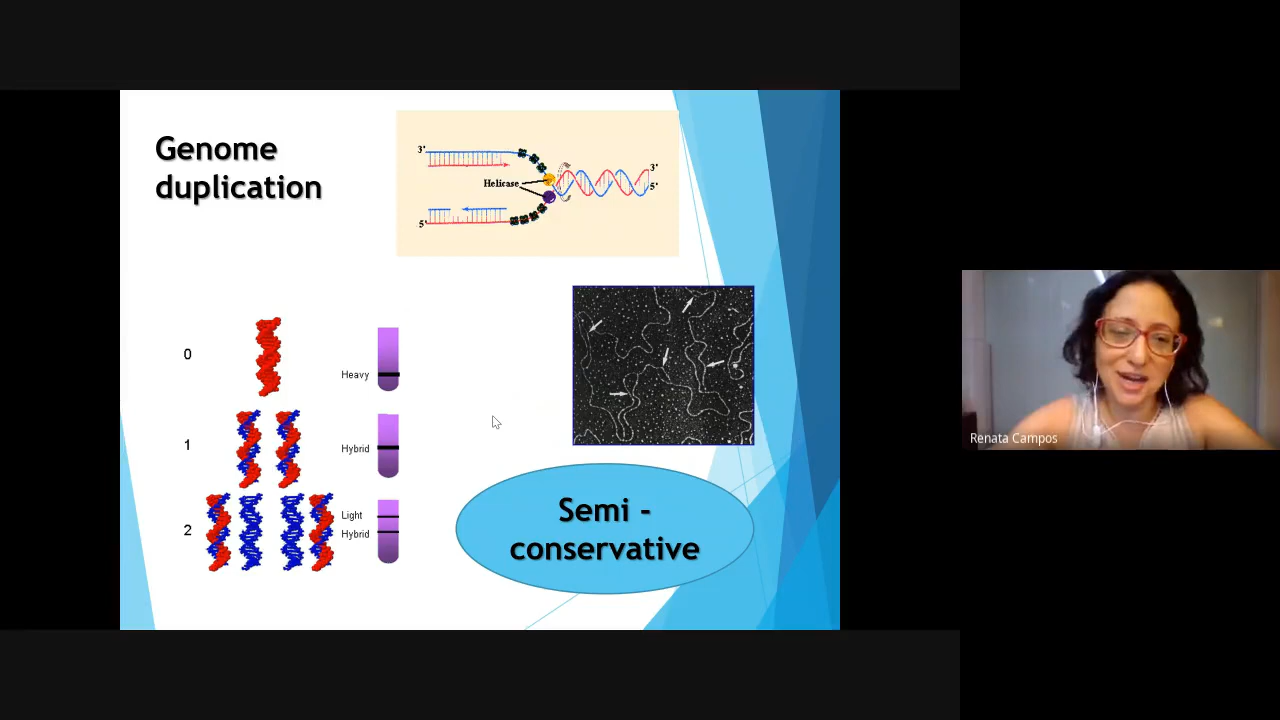 Genome
duplication
3'
3'
Helicase
5'
5'
0
Heavy
1
Hybrid
Light
2
Hybrid
Semi -
conservative
Renata Campos